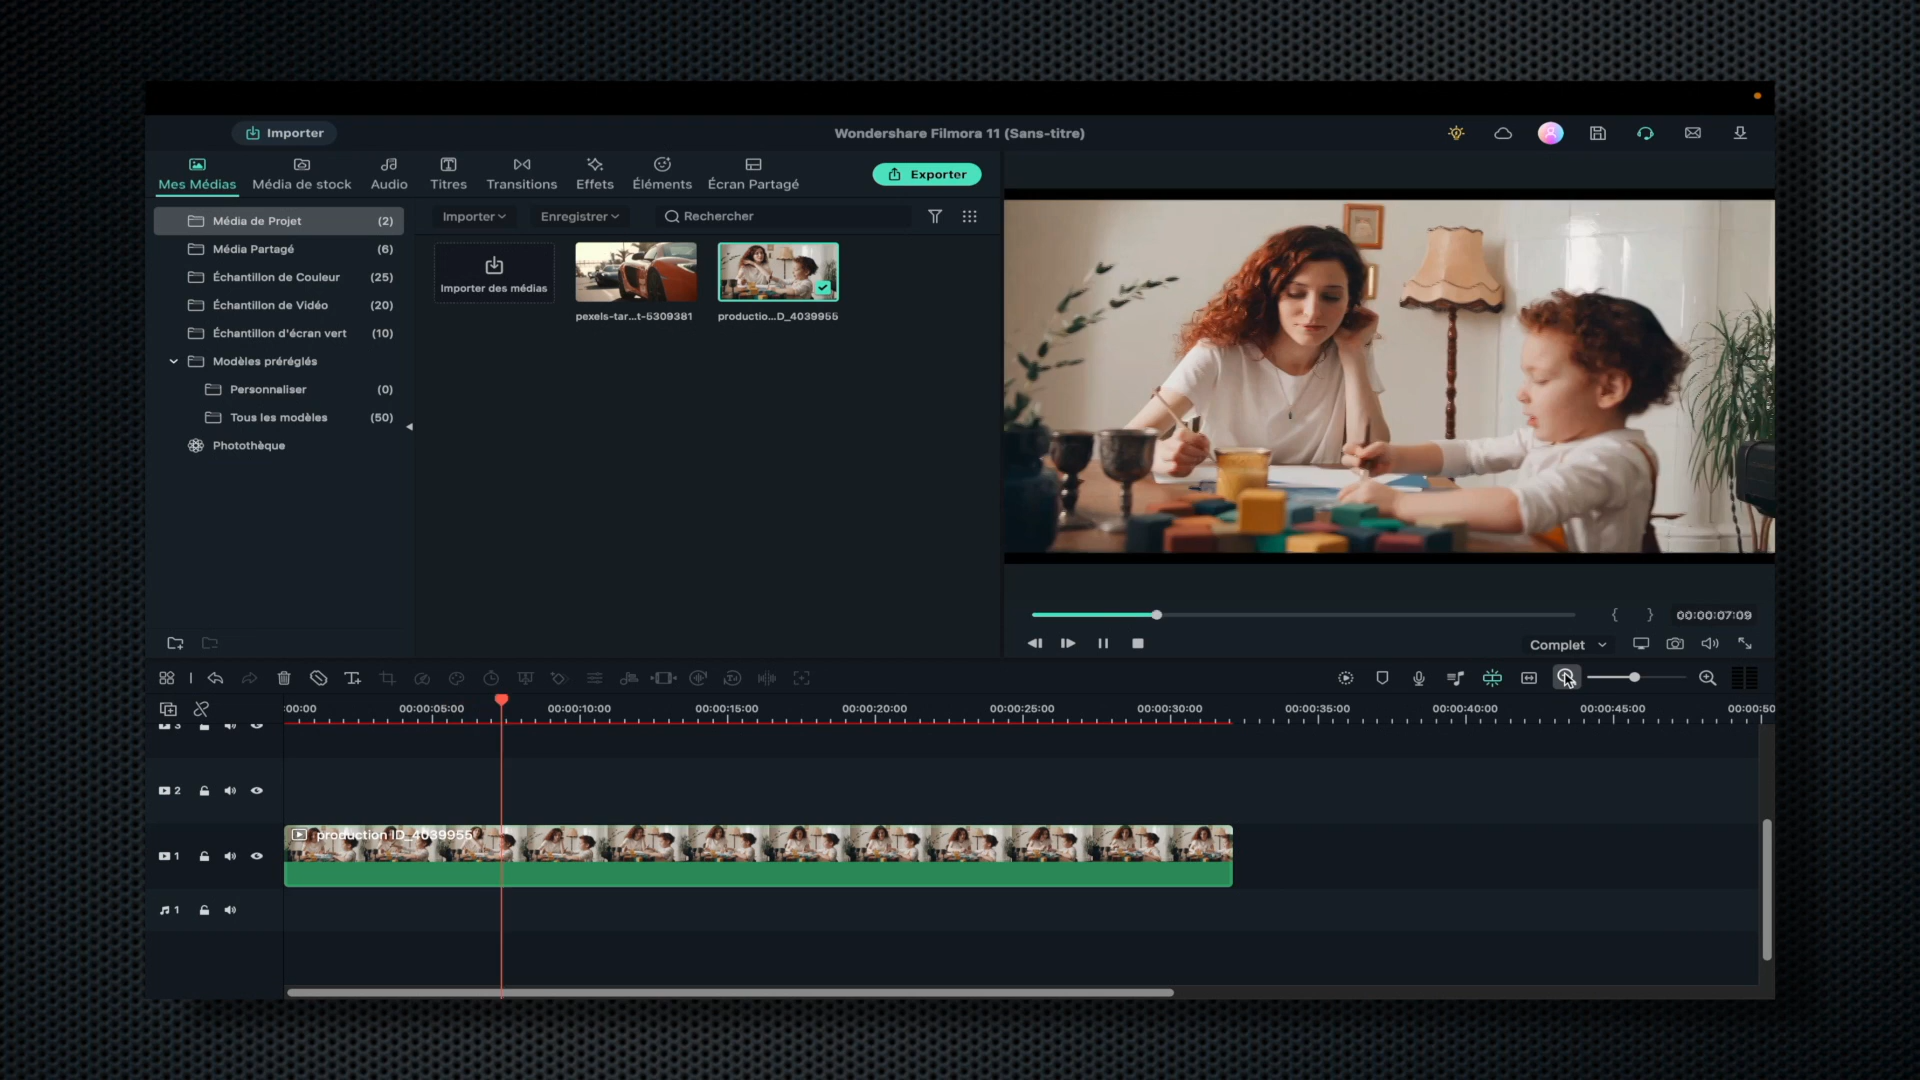 Importer
Wondershare Filmora 11 (Sans-titre)
Mes Médias
Média de stock
Audio
Titres
Transitions
Effets
Éléments
Écran Partagé
Exporter
Média de Projet (2)
Média Partagé (6)
Échantillon de Couleur (25)
Échantillon de Vidéo (20)
Échantillon d'écran vert (10)
Modèles préréglés
Personnaliser (0)
Tous les modèles (50)
Photothèque
Importer
Enregistrer
Rechercher
Importer des médias
pexels-tar...t-5309381
productio...D_4039955
{ }
00:00:07:09
Complet
:00:00
00:00:05:00
00:00:10:00
00:00:15:00
00:00:20:00
00:00:25:00
00:00:30:00
00:00:35:00
00:00:40:00
00:00:45:00
00:00:50
3
2
production ID_4039955
1
1